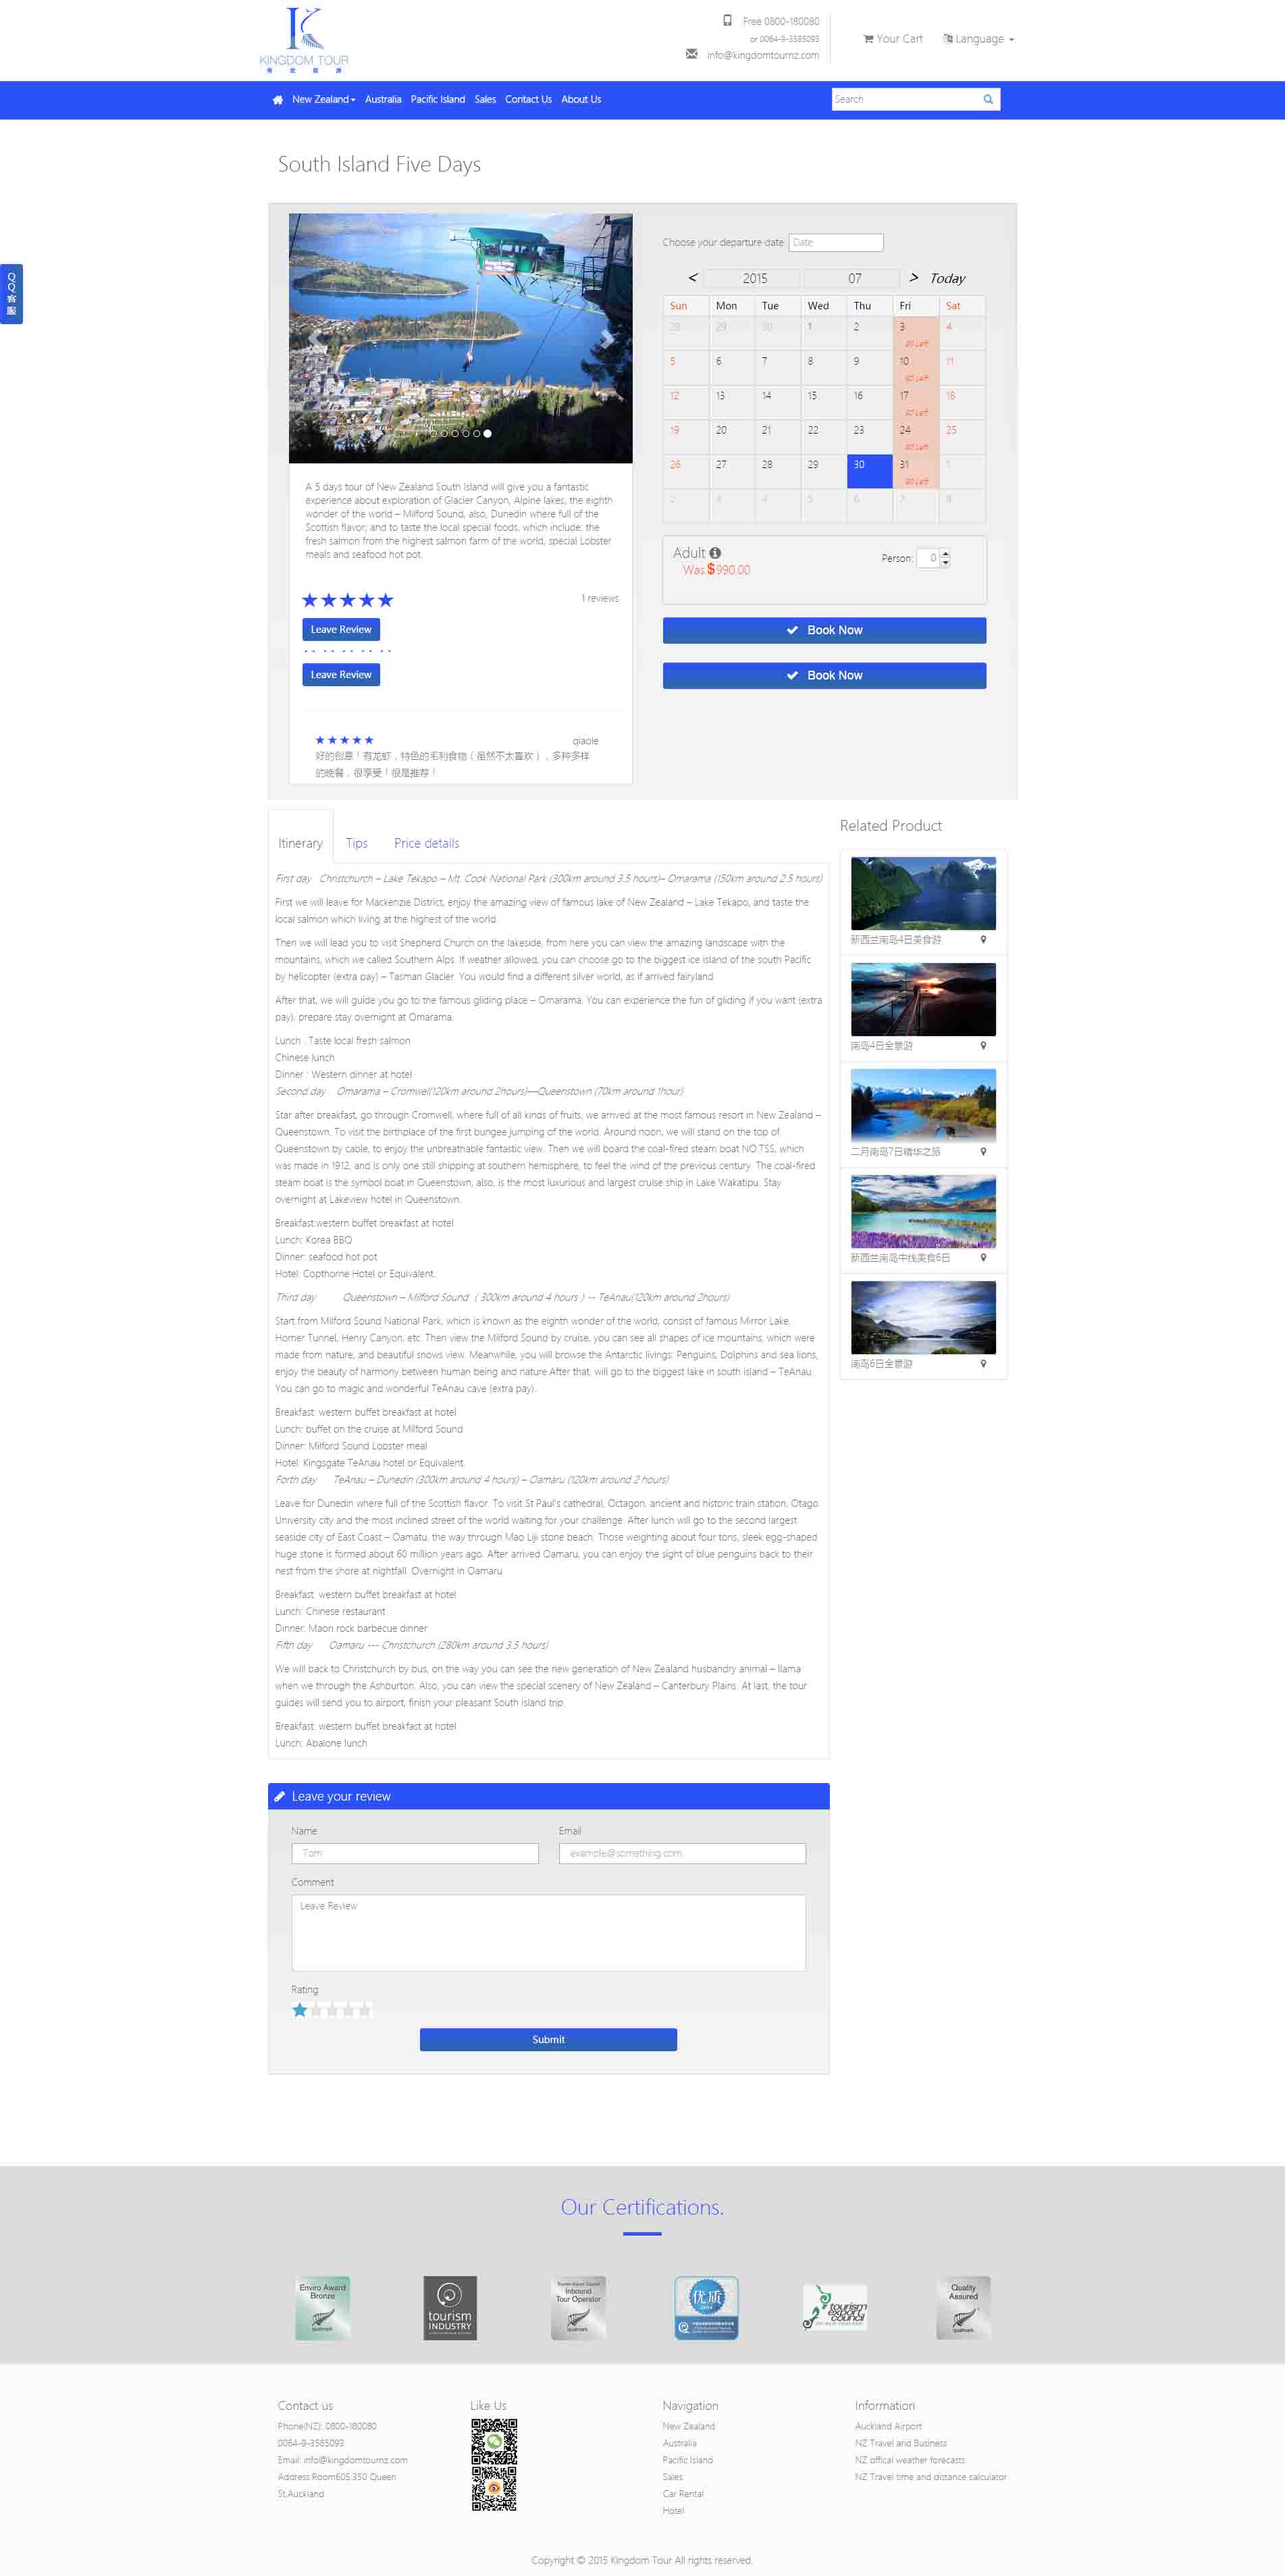 KINGDOM TOUR
Free 0800-180080
or 0064-9-3585093
info@kingdomtournz.com
Your Cart
Language
New Zealand
Australia
Pacific Island
Sales
Contact Us
About Us
Search
South Island Five Days
Choose your departure date
Date
< 2015 07 > Today
Sun Mon Tue Wed Thu Fri Sat
28 29 30 1 2 3 4
80 Left
5 6 7 8 9 10 11
80 Left
12 13 14 15 16 17 18
80 Left
19 20 21 22 23 24 25
80 Left
26 27 28 29 30 31 1
80 Left
2 3 4 5 6 7 8
Adult
Was $990.00
Person: 0
Book Now
Book Now
A 5 days tour of New Zealand South Island will give you a fantastic
experience about exploration of Glacier Canyon, Alpine lakes, the eighth
wonder of the world – Milford Sound, also, Dunedin where full of the
Scottish flavor; and to taste the local special foods, which include: the
fresh salmon from the highest salmon farm of the world, special Lobster
meals and seafood hot pot.
1 reviews
Leave Review
Leave Review
qiaole
好的创意！有龙虾，特色的毛利食物（虽然不太喜欢），多种多样
的晚餐，很享受！很是推荐！
Itinerary
Tips
Price details
First day Christchurch – Lake Tekapo – Mt. Cook National Park (300km around 3.5 hours)– Omarama (150km around 2.5 hours)
First we will leave for Mackenzie District, enjoy the amazing view of famous lake of New Zealand – Lake Tekapo, and taste the
local salmon which living at the highest of the world.
Then we will lead you to visit Shepherd Church on the lakeside, from here you can view the amazing landscape with the
mountains, which we called Southern Alps. If weather allowed, you can choose go to the biggest ice island of the south Pacific
by helicopter (extra pay) – Tasman Glacier. You would find a different silver world, as if arrived fairyland.
After that, we will guide you go to the famous gliding place – Omarama. You can experience the fun of gliding if you want (extra
pay), prepare stay overnight at Omarama.
Lunch : Taste local fresh salmon
Chinese lunch
Dinner : Western dinner at hotel
Second day Omarama – Cromwel(120km around 2hours)—Queenstown (70km around 1hour)
Star after breakfast, go through Cromwell, where full of all kinds of fruits, we arrived at the most famous resort in New Zealand –
Queenstown. To visit the birthplace of the first bungee jumping of the world. Around noon, we will stand on the top of
Queenstown by cable, to enjoy the unbreathable fantastic view. Then we will board the coal-fired steam boat NO.TSS, which
was made in 1912, and is only one still shipping at southern hemisphere, to feel the wind of the previous century. The coal-fired
steam boat is the symbol boat in Queenstown, also, is the most luxurious and largest cruise ship in Lake Wakatipu. Stay
overnight at Lakeview hotel in Queenstown.
Breakfast:western buffet breakfast at hotel
Lunch: Korea BBQ
Dinner: seafood hot pot
Hotel: Copthorne Hotel or Equivalent.
Third day Queenstown – Milford Sound （300km around 4 hours）-- TeAnau(120km around 2hours)
Start from Milford Sound National Park, which is known as the eighth wonder of the world, consist of famous Mirror Lake,
Homer Tunnel, Henry Canyon, etc. Then view the Milford Sound by cruise, you can see all shapes of ice mountains, which were
made from nature, and beautiful snows view. Meanwhile, you will browse the Antarctic livings: Penguins, Dolphins and sea lions,
enjoy the beauty of harmony between human being and nature.After that, will go to the biggest lake in south island – TeAnau.
You can go to magic and wonderful TeAnau cave (extra pay).
Breakfast: western buffet breakfast at hotel
Lunch: buffet on the cruise at Milford Sound
Dinner: Milford Sound Lobster meal
Hotel: Kingsgate TeAnau hotel or Equivalent.
Forth day TeAnau – Dunedin (300km around 4 hours) – Oamaru (120km around 2 hours)
Leave for Dunedin where full of the Scottish flavor. To visit St Paul's cathedral, Octagon, ancient and historic train station, Otago
University city and the most inclined street of the world waiting for your challenge. After lunch will go to the second largest
seaside city of East Coast – Oamatu, the way through Mao Liji stone beach. Those weighting about four tons, sleek egg-shaped
huge stone is formed about 60 million years ago. After arrived Oamaru, you can enjoy the sight of blue penguins back to their
nest from the shore at nightfall. Overnight in Oamaru.
Breakfast: western buffet breakfast at hotel
Lunch: Chinese restaurant
Dinner: Maori rock barbecue dinner
Fifth day Oamaru --- Christchurch (280km around 3.5 hours)
We will back to Christchurch by bus, on the way you can see the new generation of New Zealand husbandry animal – llama
when we through the Ashburton. Also, you can view the special scenery of New Zealand – Canterbury Plains. At last, the tour
guides will send you to airport, finish your pleasant South Island trip.
Breakfast: western buffet breakfast at hotel
Lunch: Abalone lunch
Related Product
新西兰南岛4日美食游
南岛4日全景游
二月南岛7日精华之旅
新西兰南岛中线美食6日
南岛6日全景游
Leave your review
Name
Email
Tom
example@something.com
Comment
Leave Review
Rating
Submit
Our Certifications.
Enviro Award
Bronze
qualmark
tourism
INDUSTRY
Inbound
Tour Operator
qualmark
优质
tourism
export
council
Quality
Assured
qualmark
Contact us
Phone(NZ): 0800-180080
0064-9-3585093
Email: info@kingdomtournz.com
Address:Room605,350 Queen
St,Auckland
Like Us
Navigation
New Zealand
Australia
Pacific Island
Sales
Car Rental
Hotel
Information
Auckland Airport
NZ Travel and Business
NZ offical weather forecasts
NZ Travel time and distance calculator
Copyright © 2015 Kingdom Tour All rights reserved.